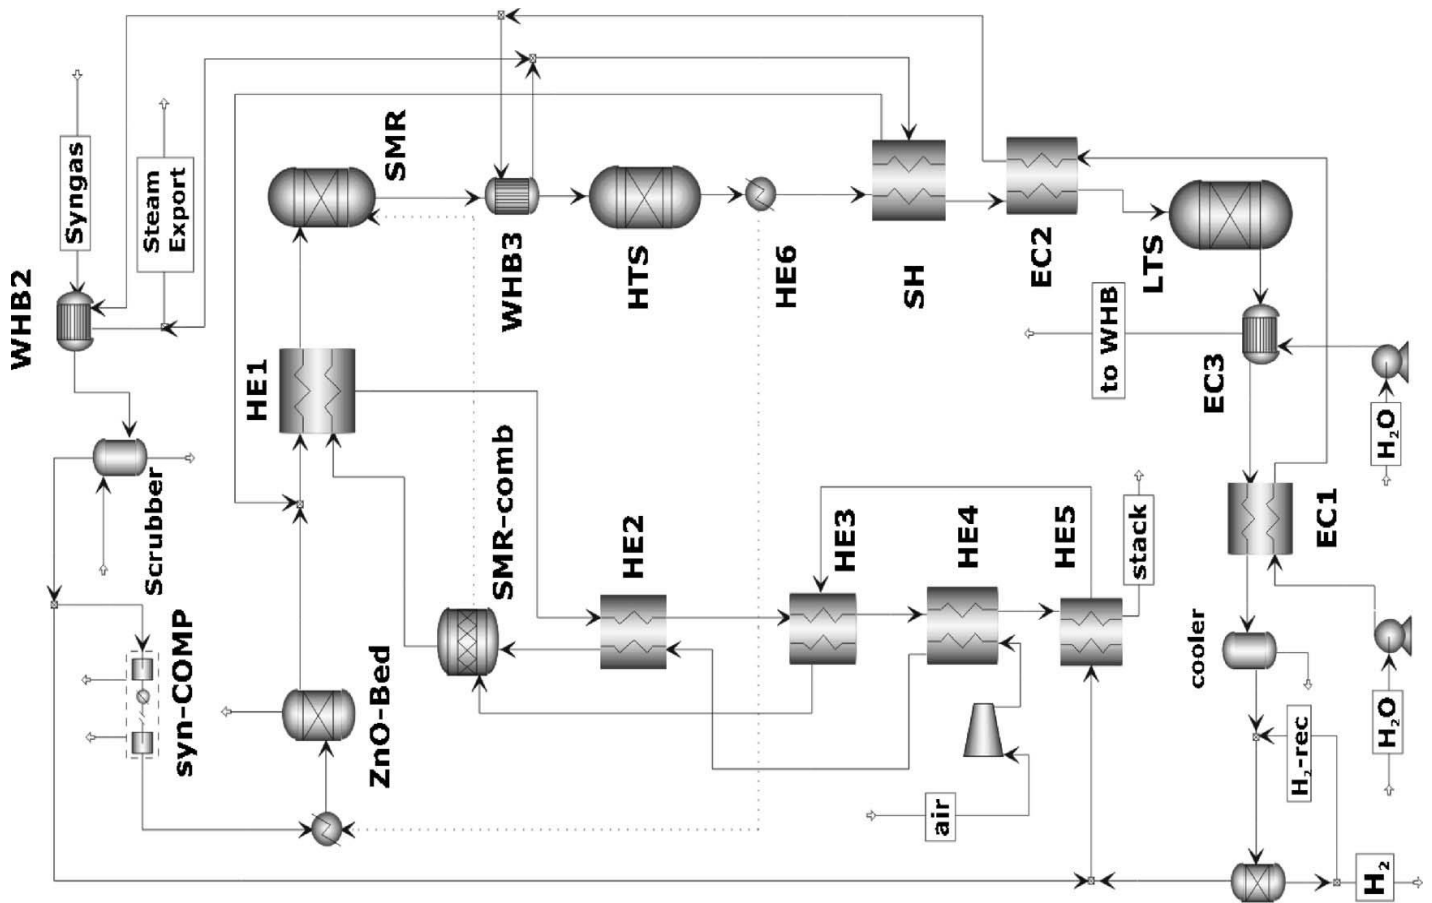 Syngas
Steam
Export
WHB2
SMR
WHB3
HTS
HE6
SH
EC2
LTS
to WHB
EC3
H₂O
HE1
Scrubber
SMR-comb
HE2
HE3
HE4
HE5
stack
EC1
syn-COMP
ZnO-Bed
cooler
air
H₂-rec
H₂O
H₂